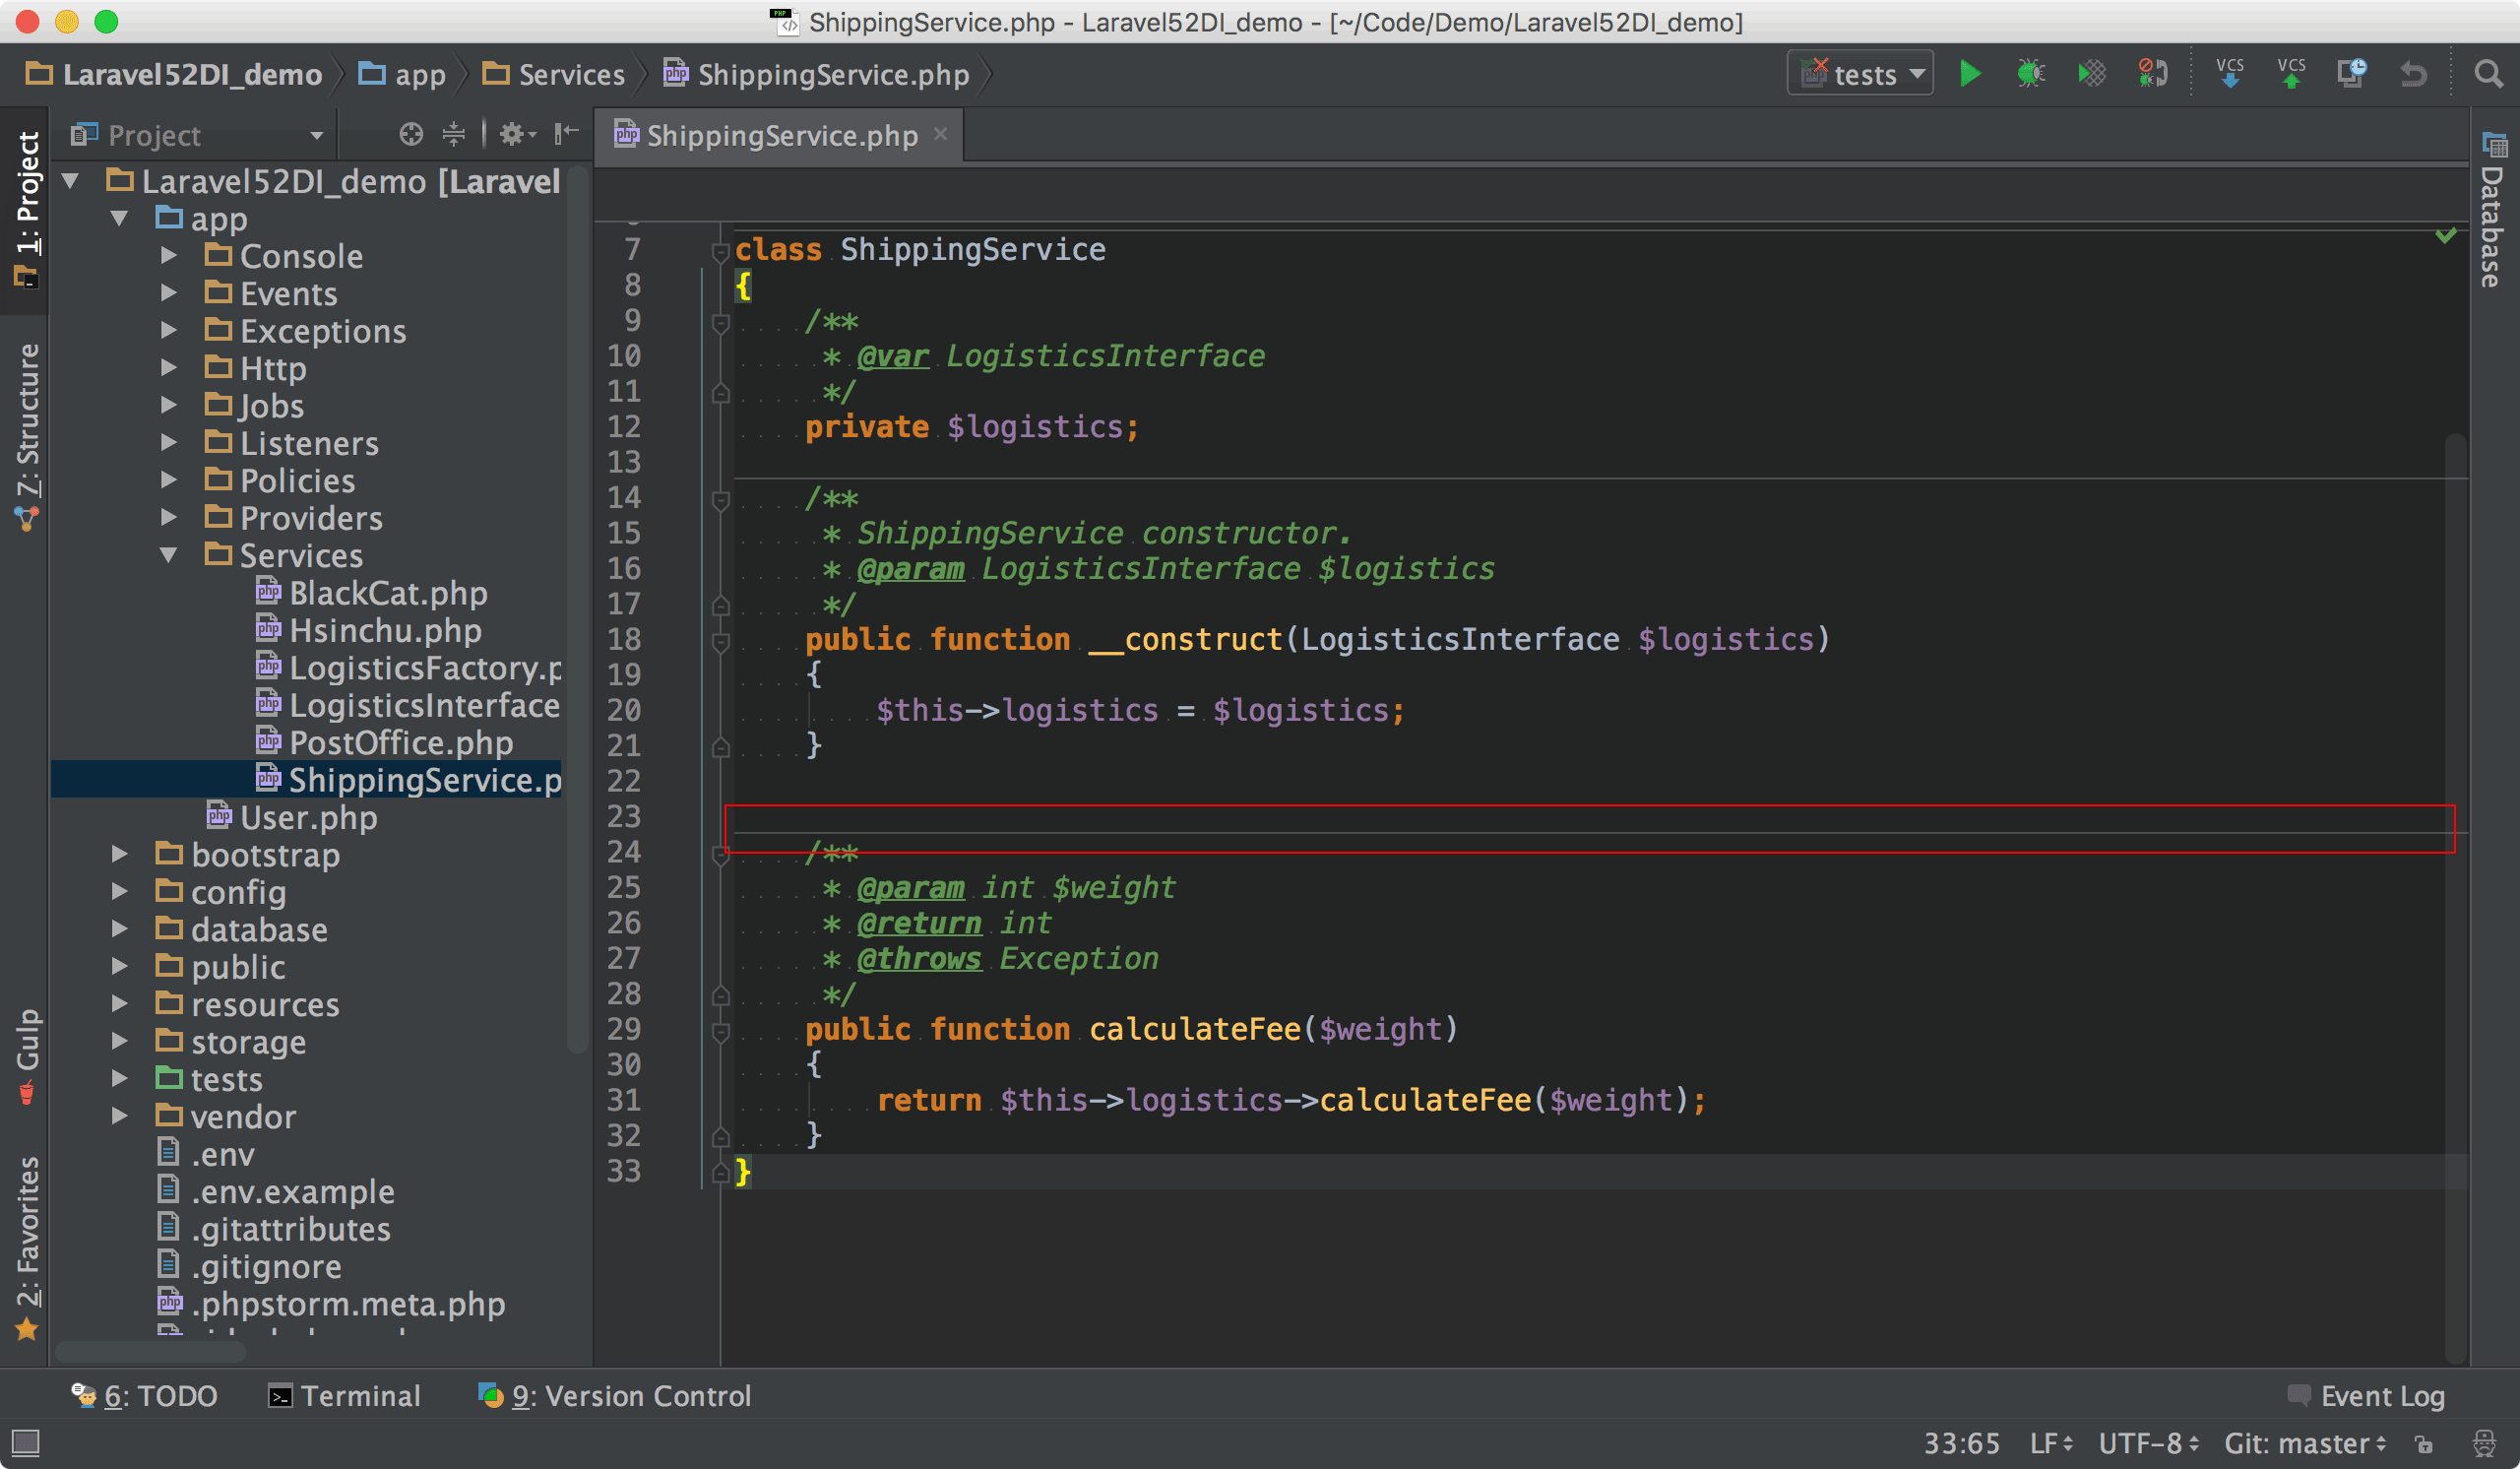 ShippingService.php - Laravel52DI_demo - [~/Code/Demo/Laravel52DI_demo]
Laravel52DI_demo app Services ShippingService.php tests VCS VCS
1: Project
7: Structure
Gulp
2: Favorites
Project
Laravel52DI_demo [Laravel
app
Console
Events
Exceptions
Http
Jobs
Listeners
Policies
Providers
Services
BlackCat.php
Hsinchu.php
LogisticsFactory.p
LogisticsInterface
PostOffice.php
ShippingService.p
User.php
bootstrap
config
database
public
resources
storage
tests
vendor
.env
.env.example
.gitattributes
.gitignore
.phpstorm.meta.php
ShippingService.php
7 class ShippingService
8 {
9 /**
10 * @var LogisticsInterface
11 */
12 private $logistics;
13
14 /**
15 * ShippingService constructor.
16 * @param LogisticsInterface $logistics
17 */
18 public function __construct(LogisticsInterface $logistics)
19 {
20 $this->logistics = $logistics;
21 }
22
23
24 /**
25 * @param int $weight
26 * @return int
27 * @throws Exception
28 */
29 public function calculateFee($weight)
30 {
31 return $this->logistics->calculateFee($weight);
32 }
33 }
Database
6: TODO Terminal 9: Version Control Event Log
33:65 LF UTF-8 Git: master